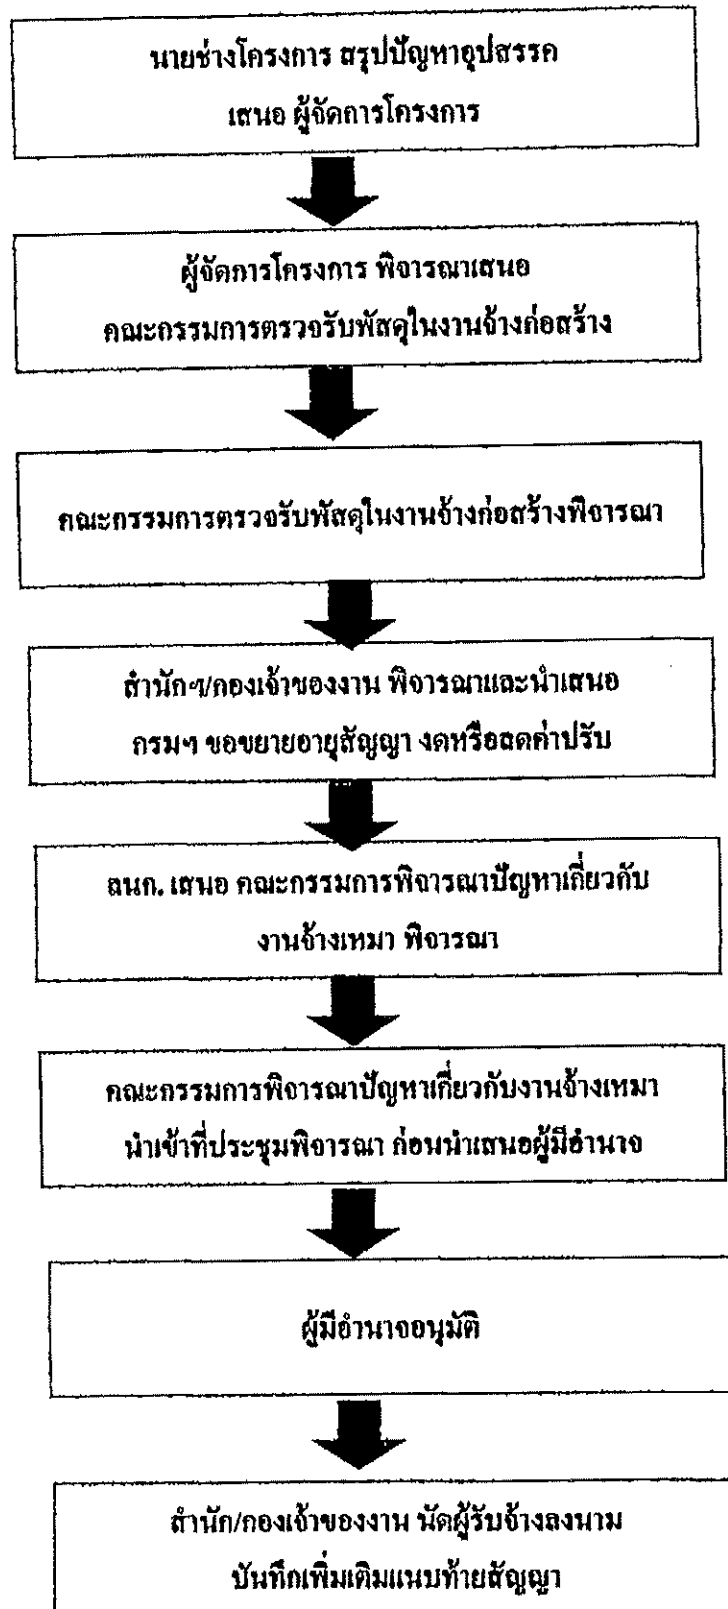 นายช่างโครงการ สรุปปัญหาอุปสรรค
เสนอ ผู้จัดการโครงการ
ผู้จัดการโครงการ พิจารณาเสนอ
คณะกรรมการตรวจรับพัสดุในงานจ้างก่อสร้าง
คณะกรรมการตรวจรับพัสดุในงานจ้างก่อสร้างพิจารณา
สำนักฯ/กองเจ้าของงาน พิจารณาและนำเสนอ
กรมฯ ขอขยายอายุสัญญา งดหรือลดค่าปรับ
ลนก. เสนอ คณะกรรมการพิจารณาปัญหาเกี่ยวกับ
งานจ้างเหมา พิจารณา
คณะกรรมการพิจารณาปัญหาเกี่ยวกับงานจ้างเหมา
นำเข้าที่ประชุมพิจารณา ก่อนนำเสนอผู้มีอำนาจ
ผู้มีอำนาจอนุมัติ
สำนัก/กองเจ้าของงาน นัดผู้รับจ้างลงนาม
บันทึกเพิ่มเติมแนบท้ายสัญญา